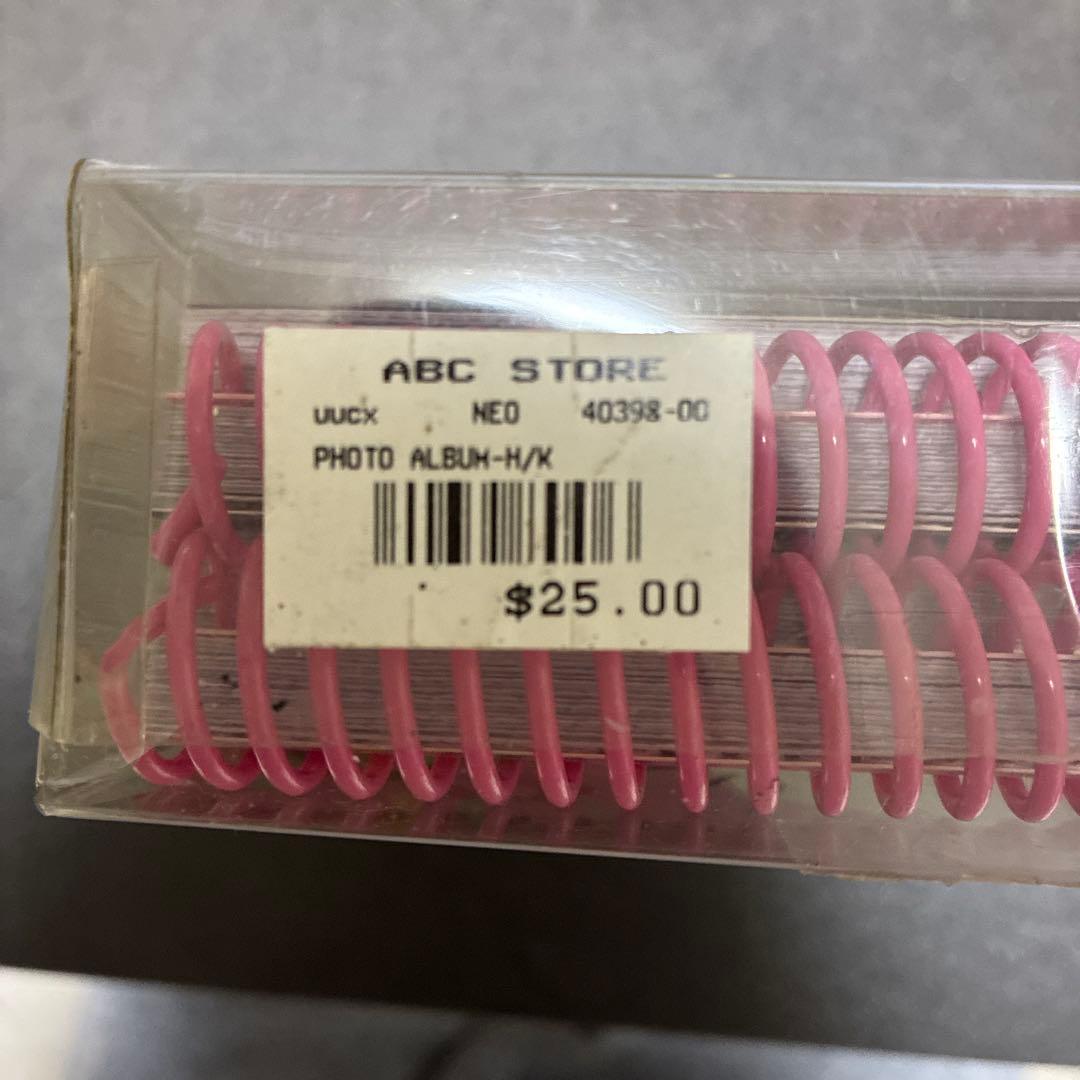 ABC STORE
UUCX NEO 40398-00
PHOTO ALBUM-H/K
$25.00